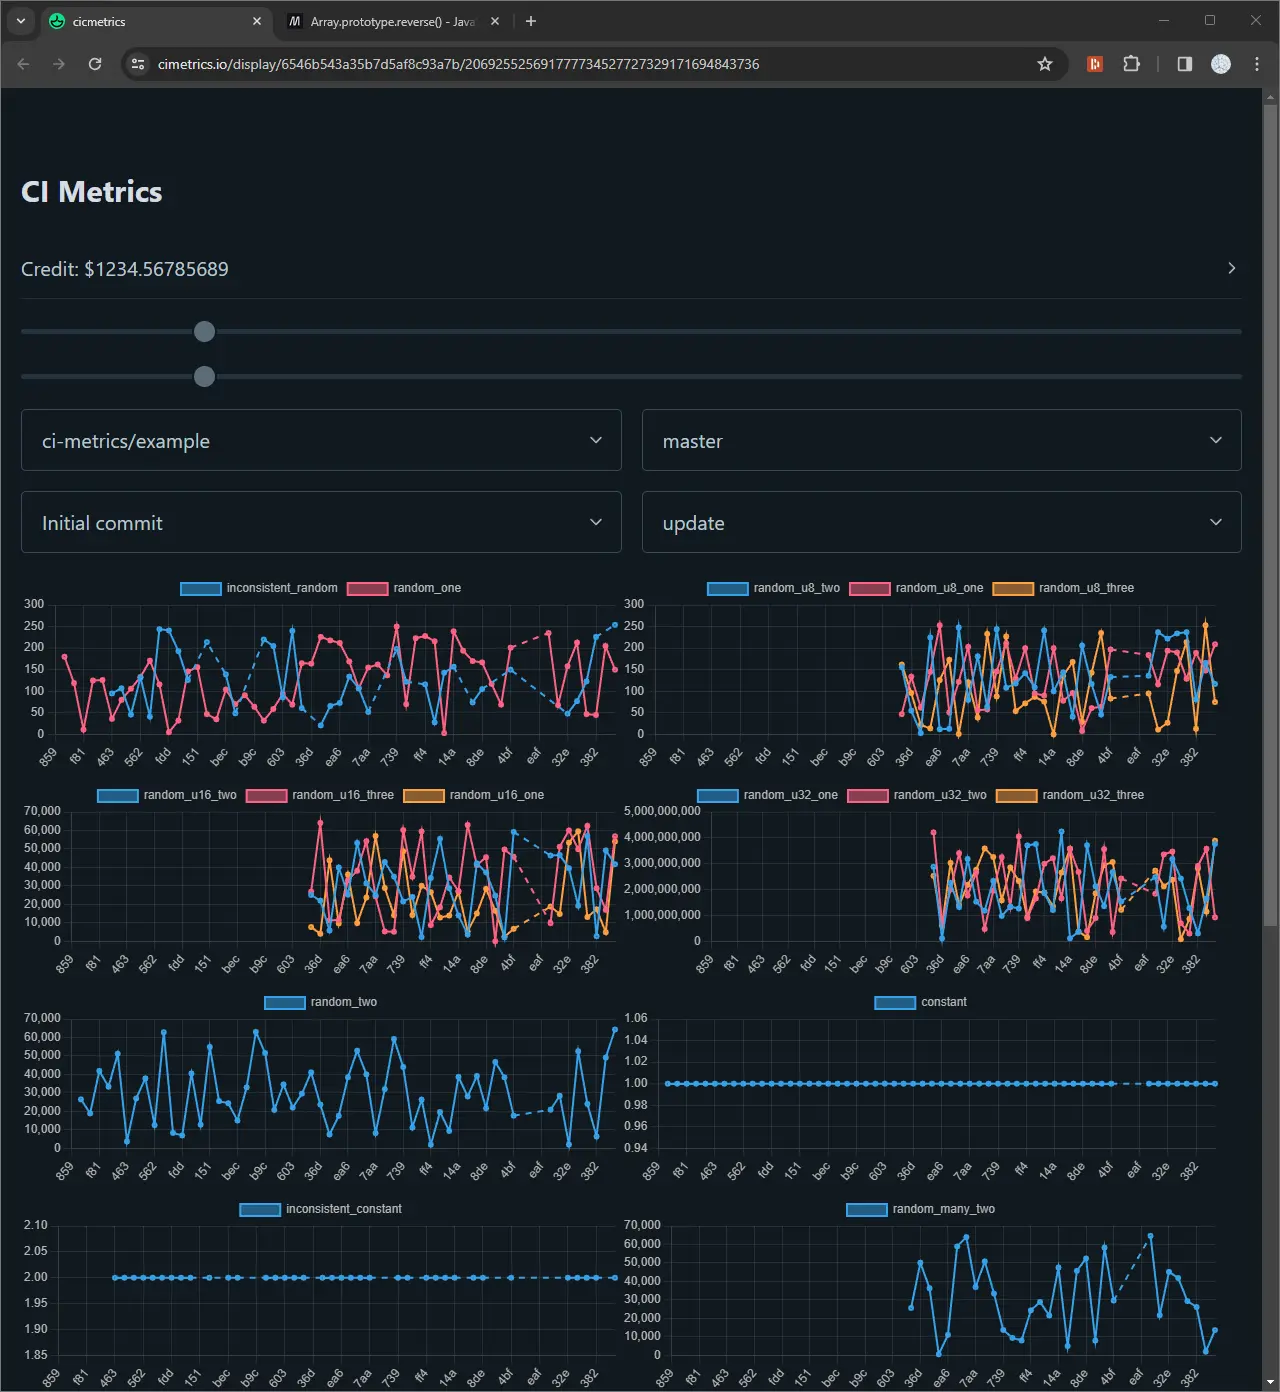 cicmetrics
Array.prototype.reverse() - Java
cimetrics.io/display/6546b543a35b7d5af8c93a7b/206925525691777734527727329171694843736
CI Metrics
Credit: $1234.56785689
ci-metrics/example
master
Initial commit
update
inconsistent_random random_one
300
250
200
150
100
50
0
859 f81 463 562 fdd 151 bec b9c 603 36d ea6 7aa 739 ff4 14a 8de 4bf eaf 32e 382
random_u8_two random_u8_one random_u8_three
300
250
200
150
100
50
0
859 f81 463 562 fdd 151 bec b9c 603 36d ea6 7aa 739 ff4 14a 8de 4bf eaf 32e 382
random_u16_two random_u16_three random_u16_one
70,000
60,000
50,000
40,000
30,000
20,000
10,000
0
859 f81 463 562 fdd 151 bec b9c 603 36d ea6 7aa 739 ff4 14a 8de 4bf eaf 32e 382
random_u32_one random_u32_two random_u32_three
5,000,000,000
4,000,000,000
3,000,000,000
2,000,000,000
1,000,000,000
0
859 f81 463 562 fdd 151 bec b9c 603 36d ea6 7aa 739 ff4 14a 8de 4bf eaf 32e 382
random_two
70,000
60,000
50,000
40,000
30,000
20,000
10,000
0
859 f81 463 562 fdd 151 bec b9c 603 36d ea6 7aa 739 ff4 14a 8de 4bf eaf 32e 382
constant
1.06
1.04
1.02
1.00
0.98
0.96
0.94
859 f81 463 562 fdd 151 bec b9c 603 36d ea6 7aa 739 ff4 14a 8de 4bf eaf 32e 382
inconsistent_constant
2.10
2.05
2.00
1.95
1.90
1.85
859 f81 463 562 fdd 151 bec b9c 603 36d ea6 7aa 739 ff4 14a 8de 4bf eaf 32e 382
random_many_two
70,000
60,000
50,000
40,000
30,000
20,000
10,000
0
859 f81 463 562 fdd 151 bec b9c 603 36d ea6 7aa 739 ff4 14a 8de 4bf eaf 32e 382